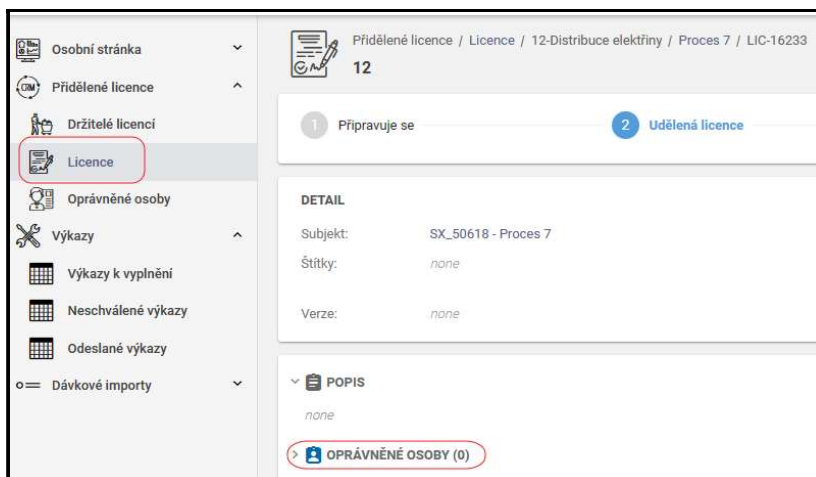 Osobní stránka
Přidělené licence
Držitelé licencí
Licence
Oprávněné osoby
Výkazy
Výkazy k vyplnění
Neschválené výkazy
Odeslané výkazy
Dávkové importy
Přidělené licence / Licence / 12-Distribuce elektřiny / Proces 7 / LIC-16233
12
1 Připravuje se 2 Udělená licence
DETAIL
Subjekt: SX_50618 - Proces 7
Štítky: none
Verze: none
POPIS
none
OPRÁVNĚNÉ OSOBY (0)